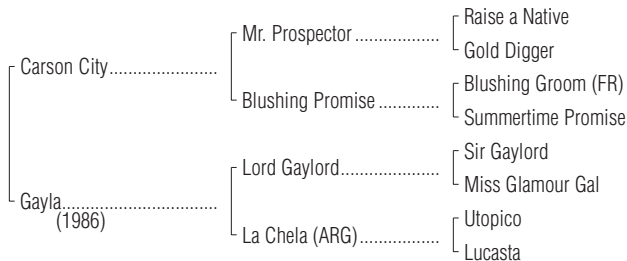 Raise a Native
Mr. Prospector ..................
Gold Digger
Carson City.......................
Blushing Groom (FR)
Blushing Promise .............
Summertime Promise
Sir Gaylord
Lord Gaylord.....................
Miss Glamour Gal
Gayla.................................
(1986)
Utopico
La Chela (ARG).................
Lucasta